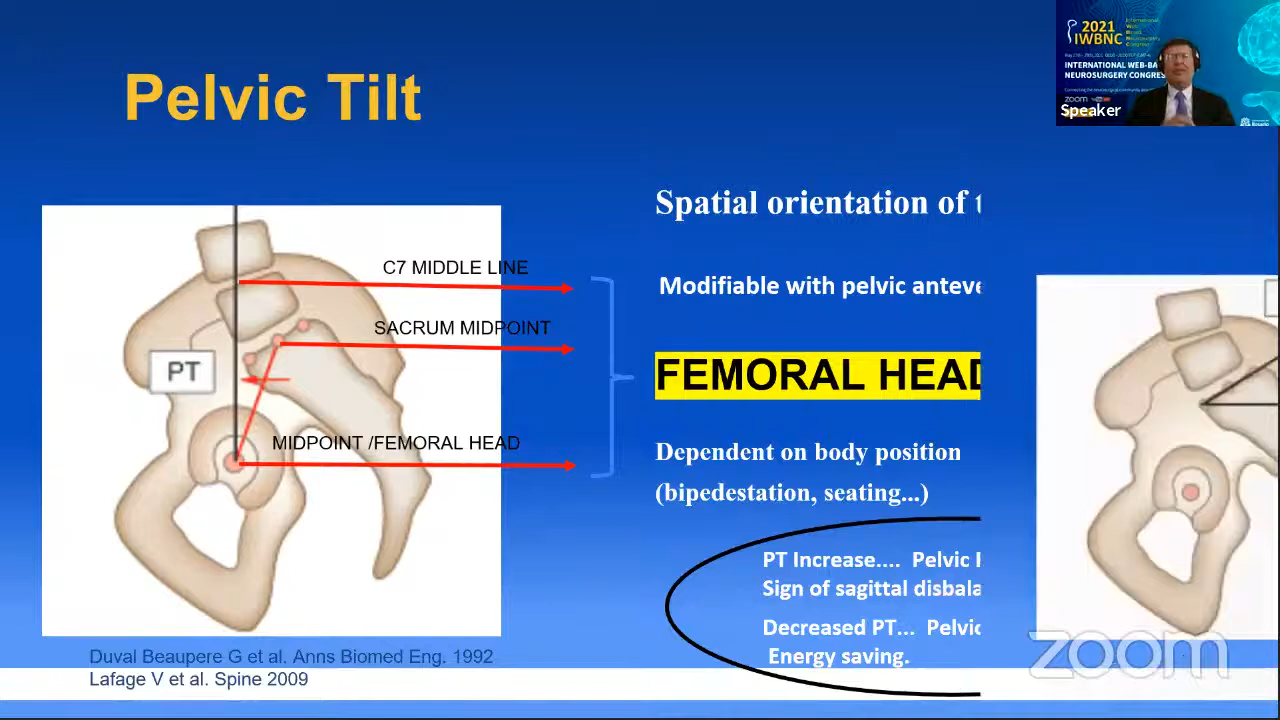 Pelvic Tilt
2021
IWBNC
International
INTERNATIONAL WEB-BA
NEUROSURGERY CONGRES
zoom
Speaker
Spatial orientation of t
C7 MIDDLE LINE
Modifiable with pelvic anteve
SACRUM MIDPOINT
PT
FEMORAL HEAD
MIDPOINT /FEMORAL HEAD
Dependent on body position
(bipedestation, seating...)
PT Increase.... Pelvic
Sign of sagittal disbala
Decreased PT... Pelvic
Energy saving.
Duval Beaupere G et al. Anns Biomed Eng. 1992
Lafage V et al. Spine 2009
zoom